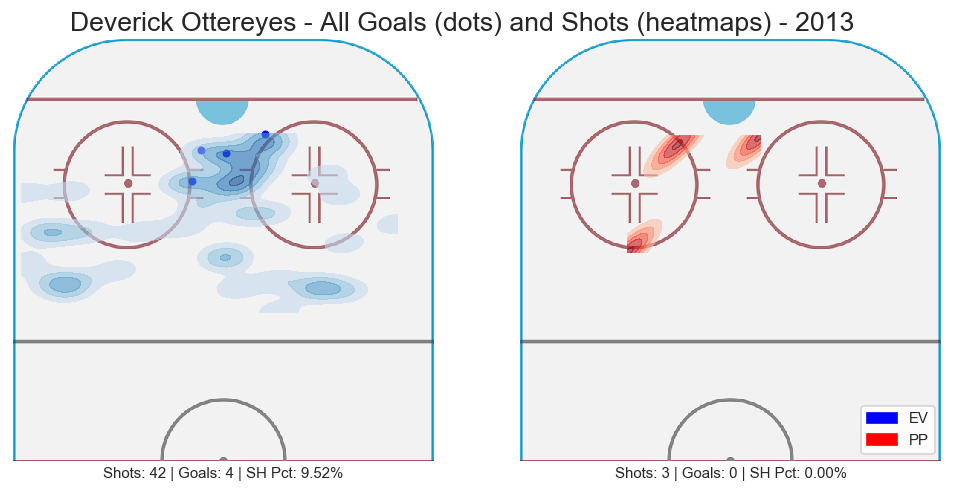 Deverick Ottereyes - All Goals (dots) and Shots (heatmaps) - 2013
EV
PP
Shots: 42 | Goals: 4 | SH Pct: 9.52%
Shots: 3 | Goals: 0 | SH Pct: 0.00%